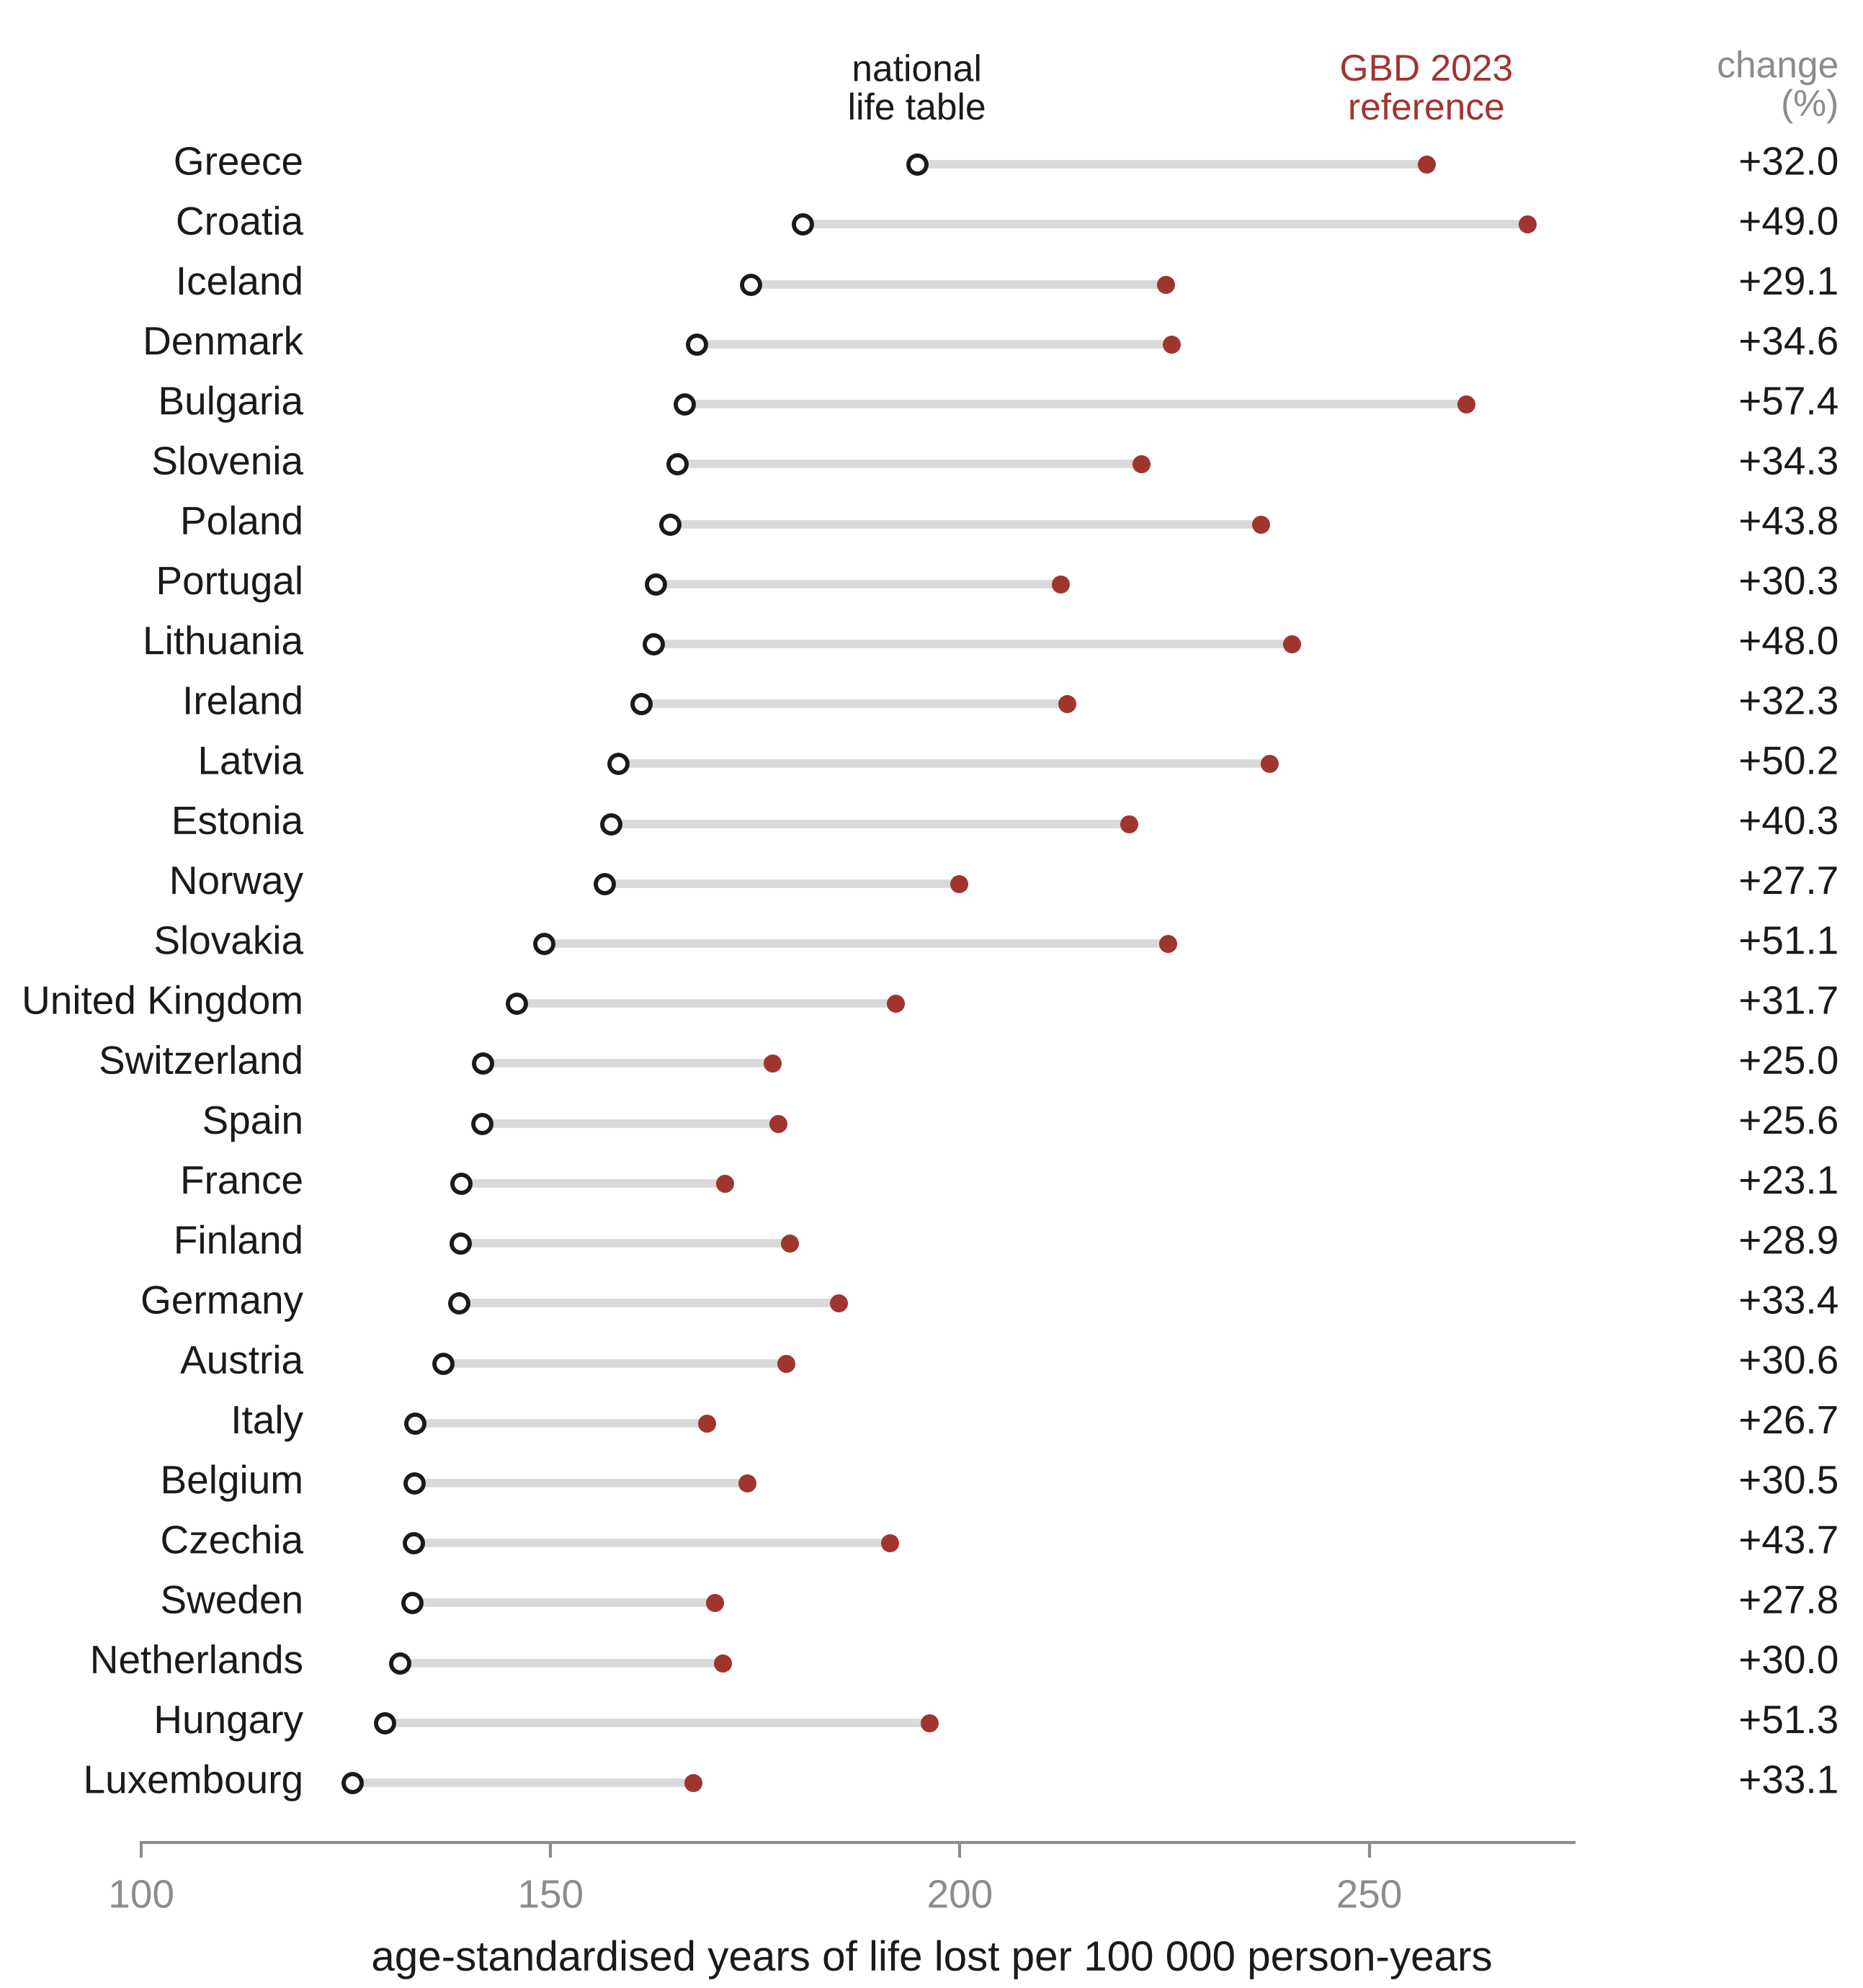 national
life table
GBD 2023
reference
change
(%)
Greece +32.0
Croatia +49.0
Iceland +29.1
Denmark +34.6
Bulgaria +57.4
Slovenia +34.3
Poland +43.8
Portugal +30.3
Lithuania +48.0
Ireland +32.3
Latvia +50.2
Estonia +40.3
Norway +27.7
Slovakia +51.1
United Kingdom +31.7
Switzerland +25.0
Spain +25.6
France +23.1
Finland +28.9
Germany +33.4
Austria +30.6
Italy +26.7
Belgium +30.5
Czechia +43.7
Sweden +27.8
Netherlands +30.0
Hungary +51.3
Luxembourg +33.1
100 150 200 250
age-standardised years of life lost per 100 000 person-years